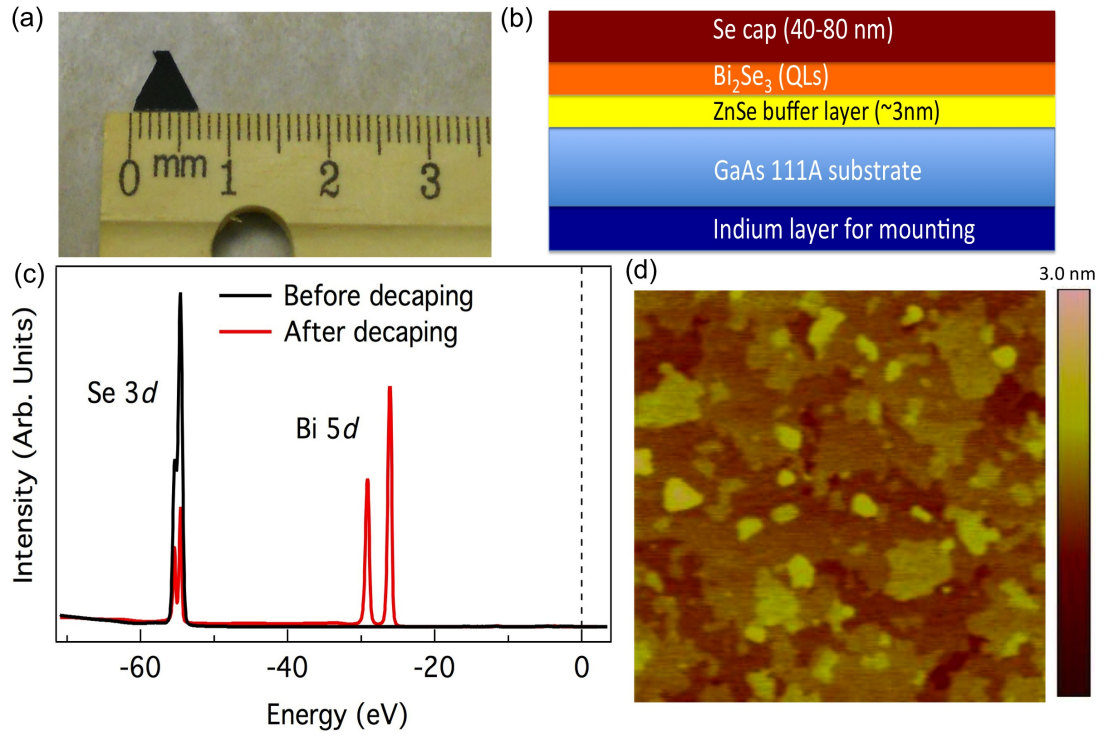 (a)
0 mm 1 2 3
(b)
Se cap (40-80 nm)
Bi₂Se₃ (QLs)
ZnSe buffer layer (~3nm)
GaAs 111A substrate
Indium layer for mounting
(c)
Before decaping
After decaping
Se 3d
Bi 5d
Intensity (Arb. Units)
-60 -40 -20 0
Energy (eV)
(d)
3.0 nm